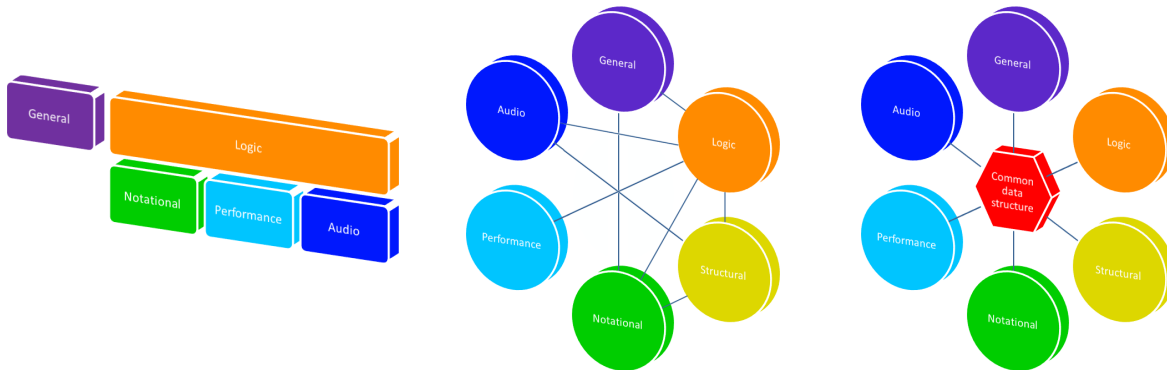 General
Logic
Notational
Performance
Audio
General
Audio
Logic
Performance
Structural
Notational
General
Audio
Logic
Common
data
structure
Performance
Structural
Notational